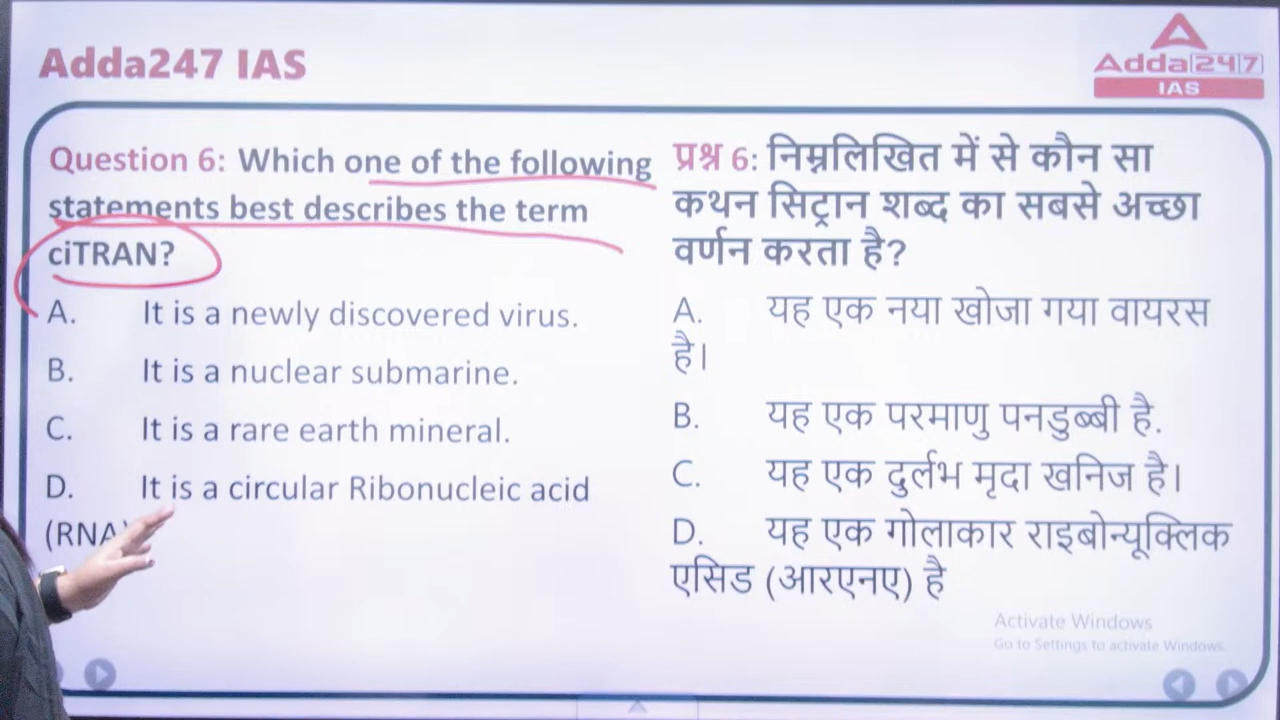 Adda247 IAS
Adda247
IAS
Question 6: Which one of the following
statements best describes the term
ciTRAN?
A. It is a newly discovered virus.
B. It is a nuclear submarine.
C. It is a rare earth mineral.
D. It is a circular Ribonucleic acid
(RNA)
प्रश्न 6: निम्नलिखित में से कौन सा
कथन सिट्रान शब्द का सबसे अच्छा
वर्णन करता है?
A. यह एक नया खोजा गया वायरस
है।
B. यह एक परमाणु पनडुब्बी है.
C. यह एक दुर्लभ मृदा खनिज है।
D. यह एक गोलाकार राइबोन्यूक्लिक
एसिड (आरएनए) है
Activate Windows
Go to Settings to activate Windows.